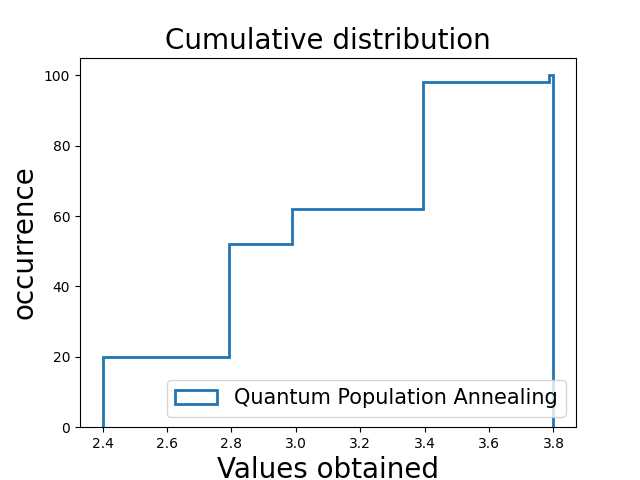 Cumulative distribution
occurrence
100
80
60
40
20
0
Quantum Population Annealing
2.4 2.6 2.8 3.0 3.2 3.4 3.6 3.8
Values obtained